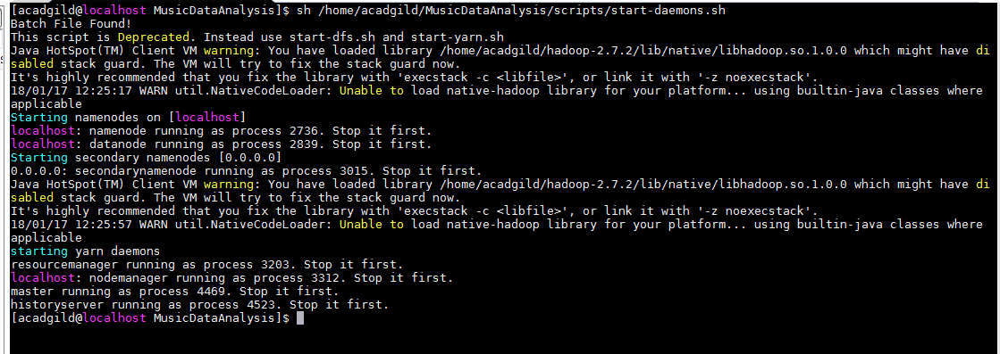 [acadgild@localhost MusicDataAnalysis]$ sh /home/acadgild/MusicDataAnalysis/scripts/start-daemons.sh
Batch File Found!
This script is Deprecated. Instead use start-dfs.sh and start-yarn.sh
Java HotSpot(TM) Client VM warning: You have loaded library /home/acadgild/hadoop-2.7.2/lib/native/libhadoop.so.1.0.0 which might have di
sabled stack guard. The VM will try to fix the stack guard now.
It's highly recommended that you fix the library with 'execstack -c <libfile>', or link it with '-z noexecstack'.
18/01/17 12:25:17 WARN util.NativeCodeLoader: Unable to load native-hadoop library for your platform... using builtin-java classes where
applicable
Starting namenodes on [localhost]
localhost: namenode running as process 2736. Stop it first.
localhost: datanode running as process 2839. Stop it first.
Starting secondary namenodes [0.0.0.0]
0.0.0.0: secondarynamenode running as process 3015. Stop it first.
Java HotSpot(TM) Client VM warning: You have loaded library /home/acadgild/hadoop-2.7.2/lib/native/libhadoop.so.1.0.0 which might have di
sabled stack guard. The VM will try to fix the stack guard now.
It's highly recommended that you fix the library with 'execstack -c <libfile>', or link it with '-z noexecstack'.
18/01/17 12:25:57 WARN util.NativeCodeLoader: Unable to load native-hadoop library for your platform... using builtin-java classes where
applicable
starting yarn daemons
resourcemanager running as process 3203. Stop it first.
localhost: nodemanager running as process 3312. Stop it first.
master running as process 4469. Stop it first.
historyserver running as process 4523. Stop it first.
[acadgild@localhost MusicDataAnalysis]$